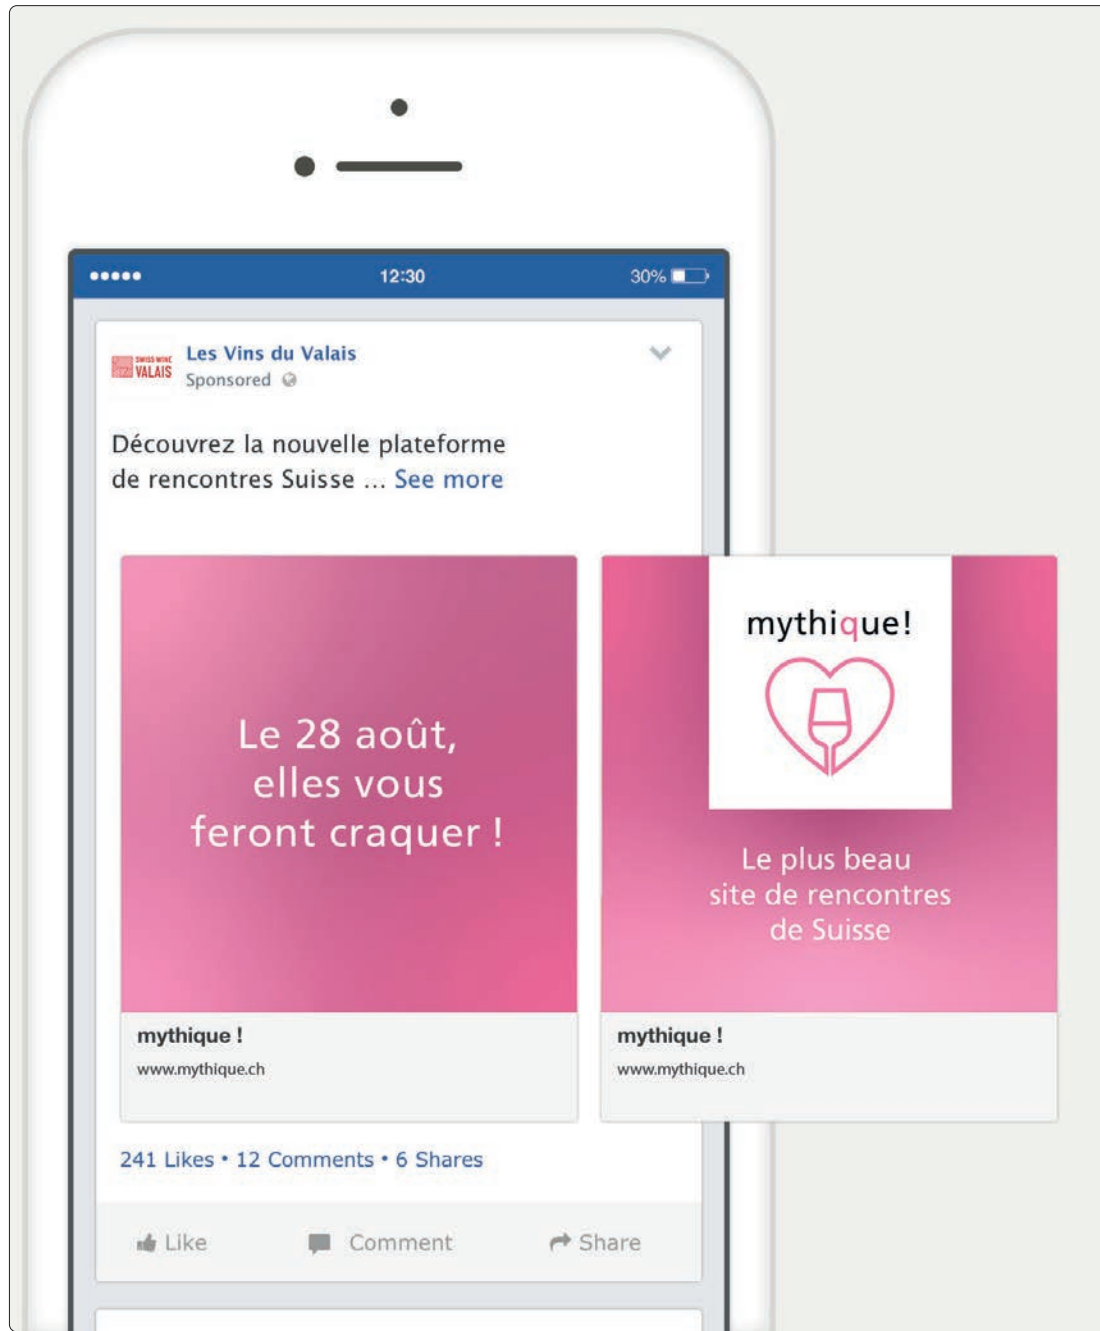 12:30
30%
SWISS WINE
VALAIS
Les Vins du Valais
Sponsored
Découvrez la nouvelle plateforme
de rencontres Suisse ... See more
Le 28 août,
elles vous
feront craquer !
mythique !
www.mythique.ch
mythique!
Le plus beau
site de rencontres
de Suisse
mythique !
www.mythique.ch
241 Likes • 12 Comments • 6 Shares
Like
Comment
Share